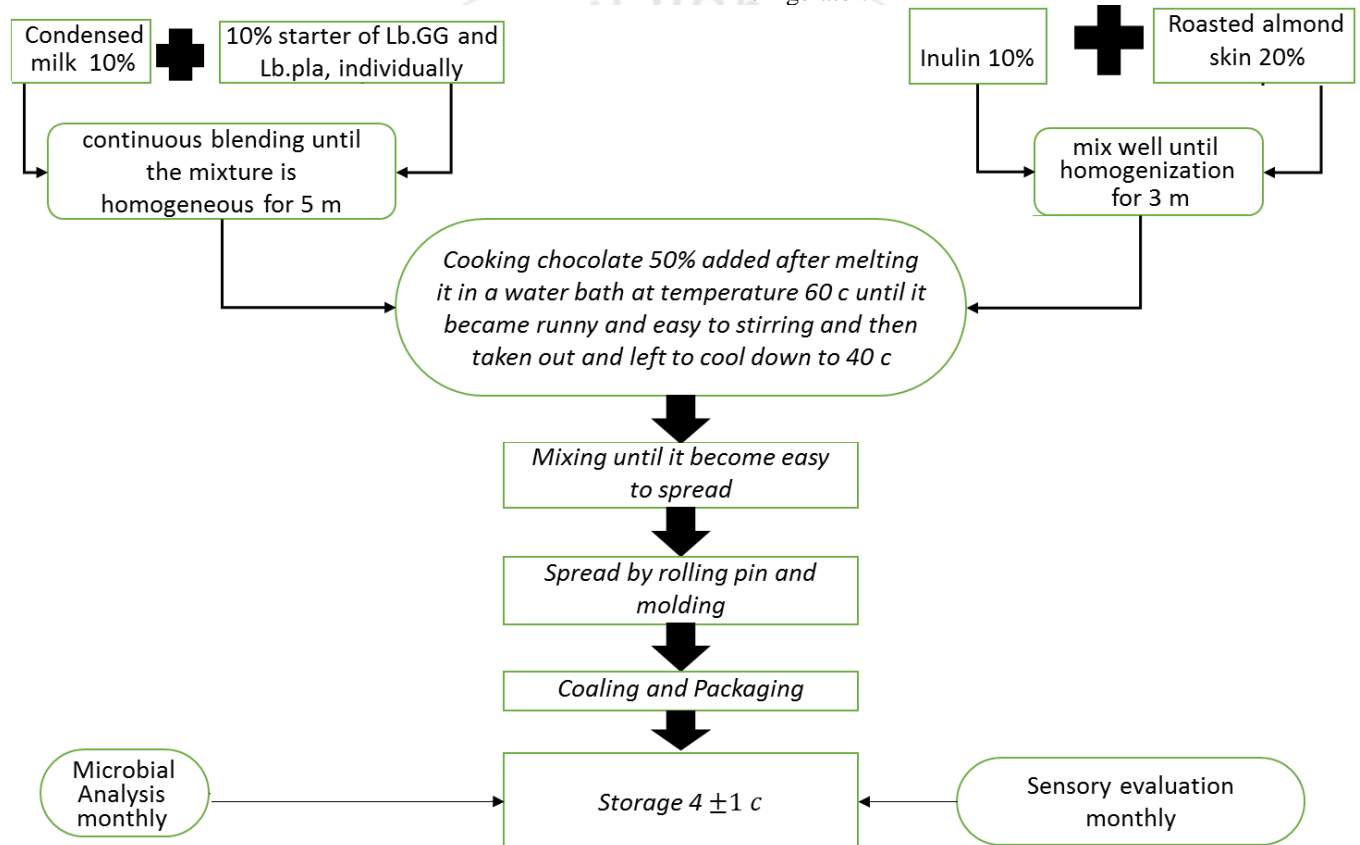 Condensed
milk 10%
10% starter of Lb.GG and
Lb.pla, individually
Inulin 10%
Roasted almond
skin 20%
continuous blending until
the mixture is
homogeneous for 5 m
mix well until
homogenization
for 3 m
Cooking chocolate 50% added after melting
it in a water bath at temperature 60 c until it
became runny and easy to stirring and then
taken out and left to cool down to 40 c
Mixing until it become easy
to spread
Spread by rolling pin and
molding
Coaling and Packaging
Microbial
Analysis
monthly
Storage 4 ±1 c
Sensory evaluation
monthly